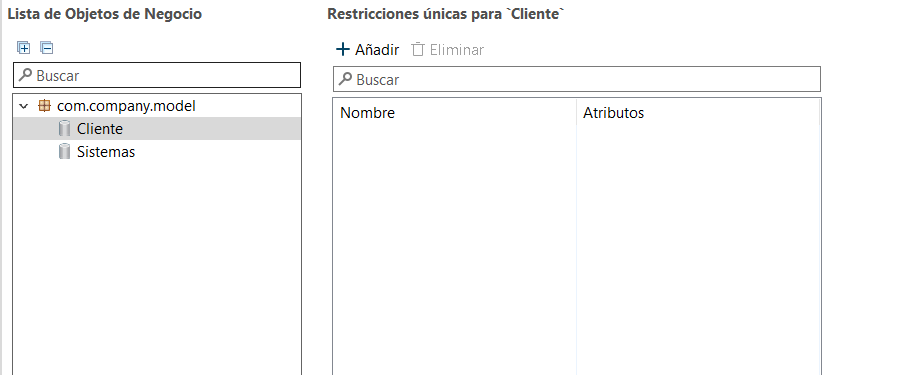 Lista de Objetos de Negocio
Buscar
com.company.model
Cliente
Sistemas
Restricciones únicas para `Cliente`
Añadir Eliminar
Buscar
Nombre Atributos